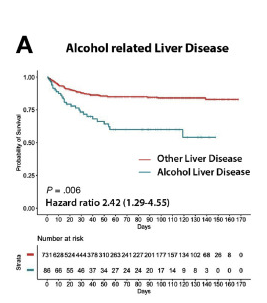 A
Alcohol related Liver Disease
1.00
0.75
0.50
0.25
0.00
Probability of Survival
Other Liver Disease
Alcohol Liver Disease
P = .006
Hazard ratio 2.42 (1.29-4.55)
0 10 20 30 40 50 60 70 80 90 100 110 120 130 140 150 160 170
Days
Number at risk
Strata
731 628 524 444 378 310 263 241 227 201 177 157 134 102 68 26 8 0
86 66 55 46 37 34 27 24 24 20 17 14 9 8 3 0 0 0
0 10 20 30 40 50 60 70 80 90 100 110 120 130 140 150 160 170
Days